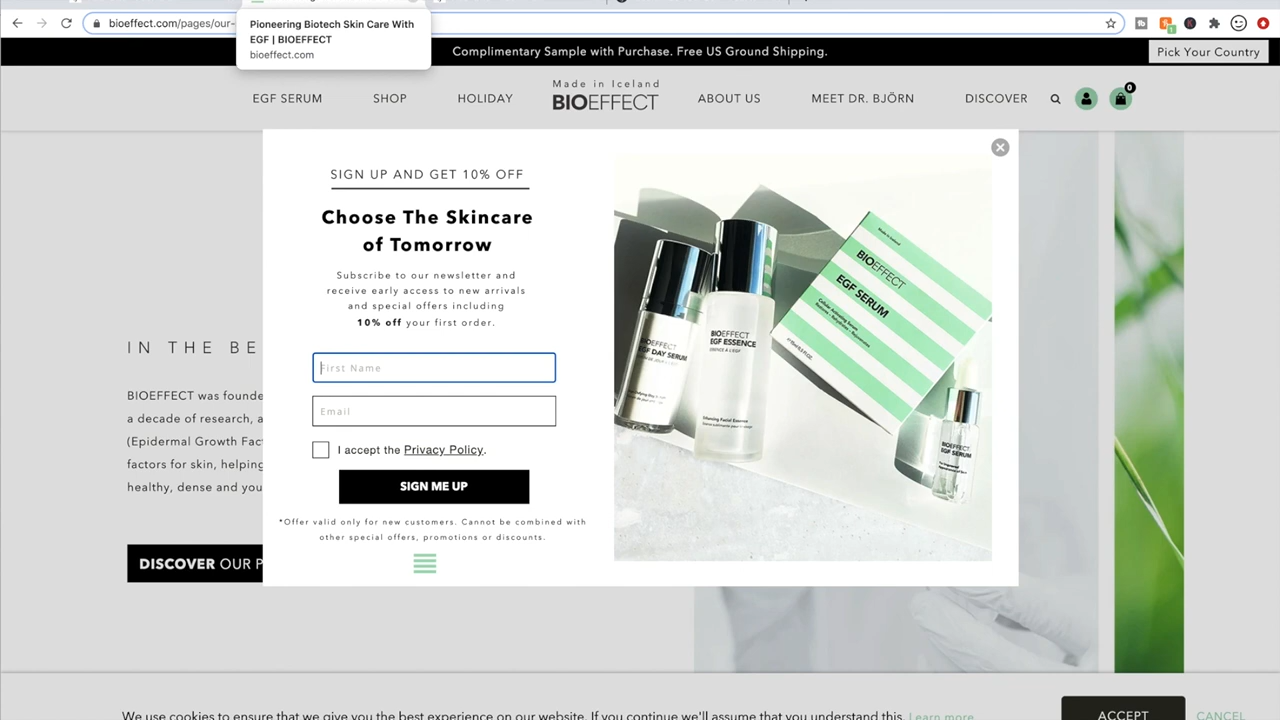 Pioneering Biotech Skin Care With
EGF | BIOEFFECT
bioeffect.com
bioeffect.com/pages/our-
Complimentary Sample with Purchase. Free US Ground Shipping.
Pick Your Country
Made in Iceland
BIOEFFECT
EGF SERUM
SHOP
HOLIDAY
ABOUT US
MEET DR. BJÖRN
DISCOVER
0
SIGN UP AND GET 10% OFF
Choose The Skincare
of Tomorrow
Subscribe to our newsletter and
receive early access to new arrivals
and special offers including
10% off your first order.
First Name
Email
I accept the Privacy Policy.
SIGN ME UP
*Offer valid only for new customers. Cannot be combined with
other special offers, promotions or discounts.
BIOEFFECT
EGF DAY SERUM
BIOEFFECT
EGF ESSENCE
Made in Iceland
BIOEFFECT
EGF SERUM
BIOEFFECT
EGF SERUM
IN THE BE
BIOEFFECT was founde
a decade of research, a
(Epidermal Growth Fact
factors for skin, helping
healthy, dense and you
DISCOVER OUR P
We use cookies to ensure that we give you the best experience on our website. If you continue we'll assume that you understand this. Learn more
ACCEPT
CANCEL